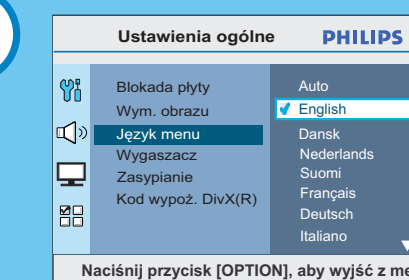 Ustawienia ogólne PHILIPS
Blokada płyty
Wym. obrazu
Język menu
Wygaszacz
Zasypianie
Kod wypoż. DivX(R)
Auto
English
Dansk
Nederlands
Suomi
Français
Deutsch
Italiano
Naciśnij przycisk [OPTION], aby wyjść z